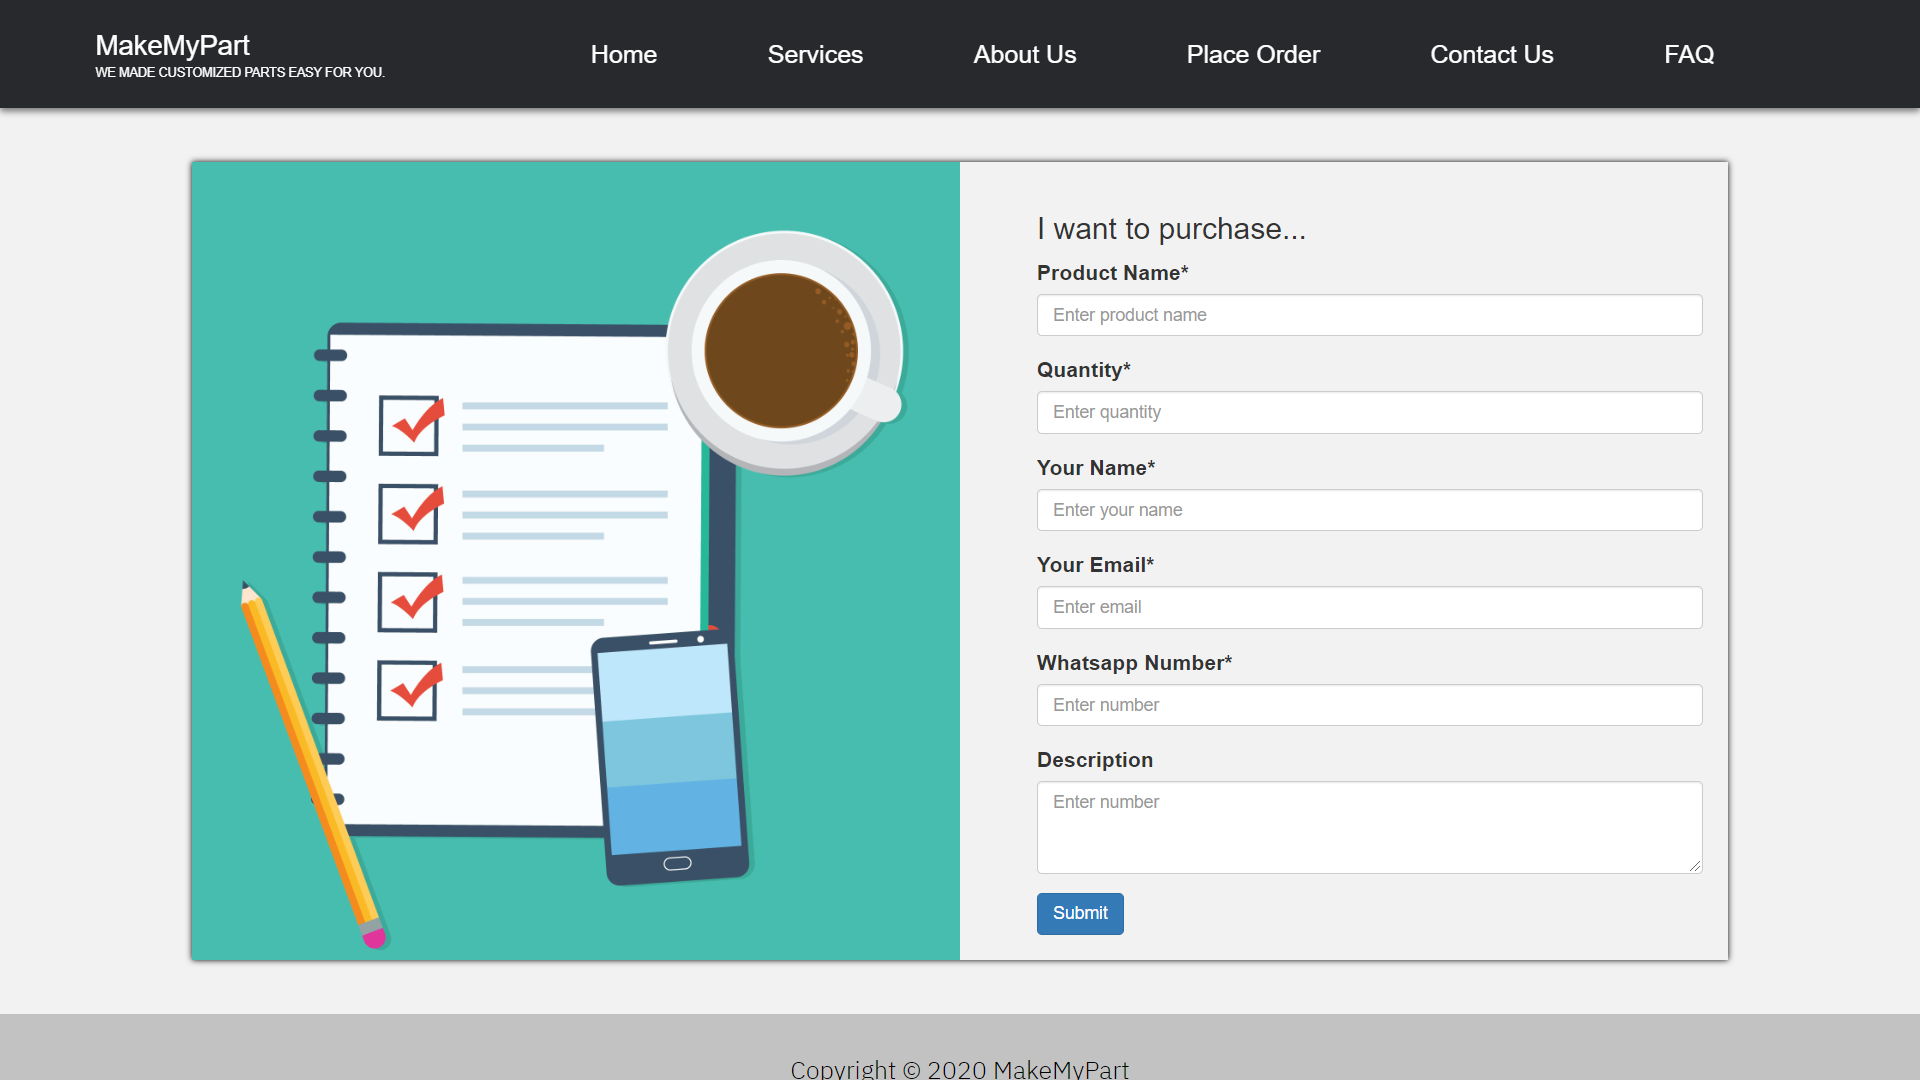 MakeMyPart
WE MADE CUSTOMIZED PARTS EASY FOR YOU.
Home
Services
About Us
Place Order
Contact Us
FAQ
I want to purchase...
Product Name*
Enter product name
Quantity*
Enter quantity
Your Name*
Enter your name
Your Email*
Enter email
Whatsapp Number*
Enter number
Description
Enter number
Submit
Copyright © 2020 MakeMyPart